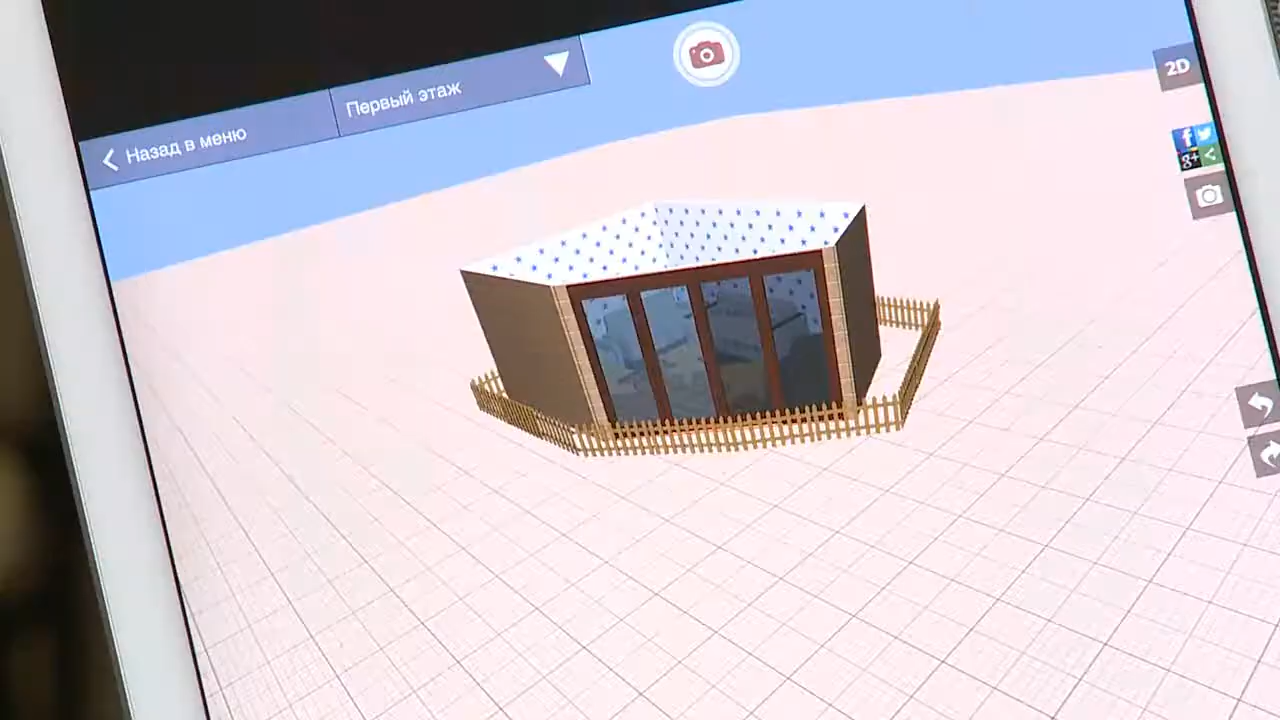 Назад в меню
Первый этаж
2D
f
g+